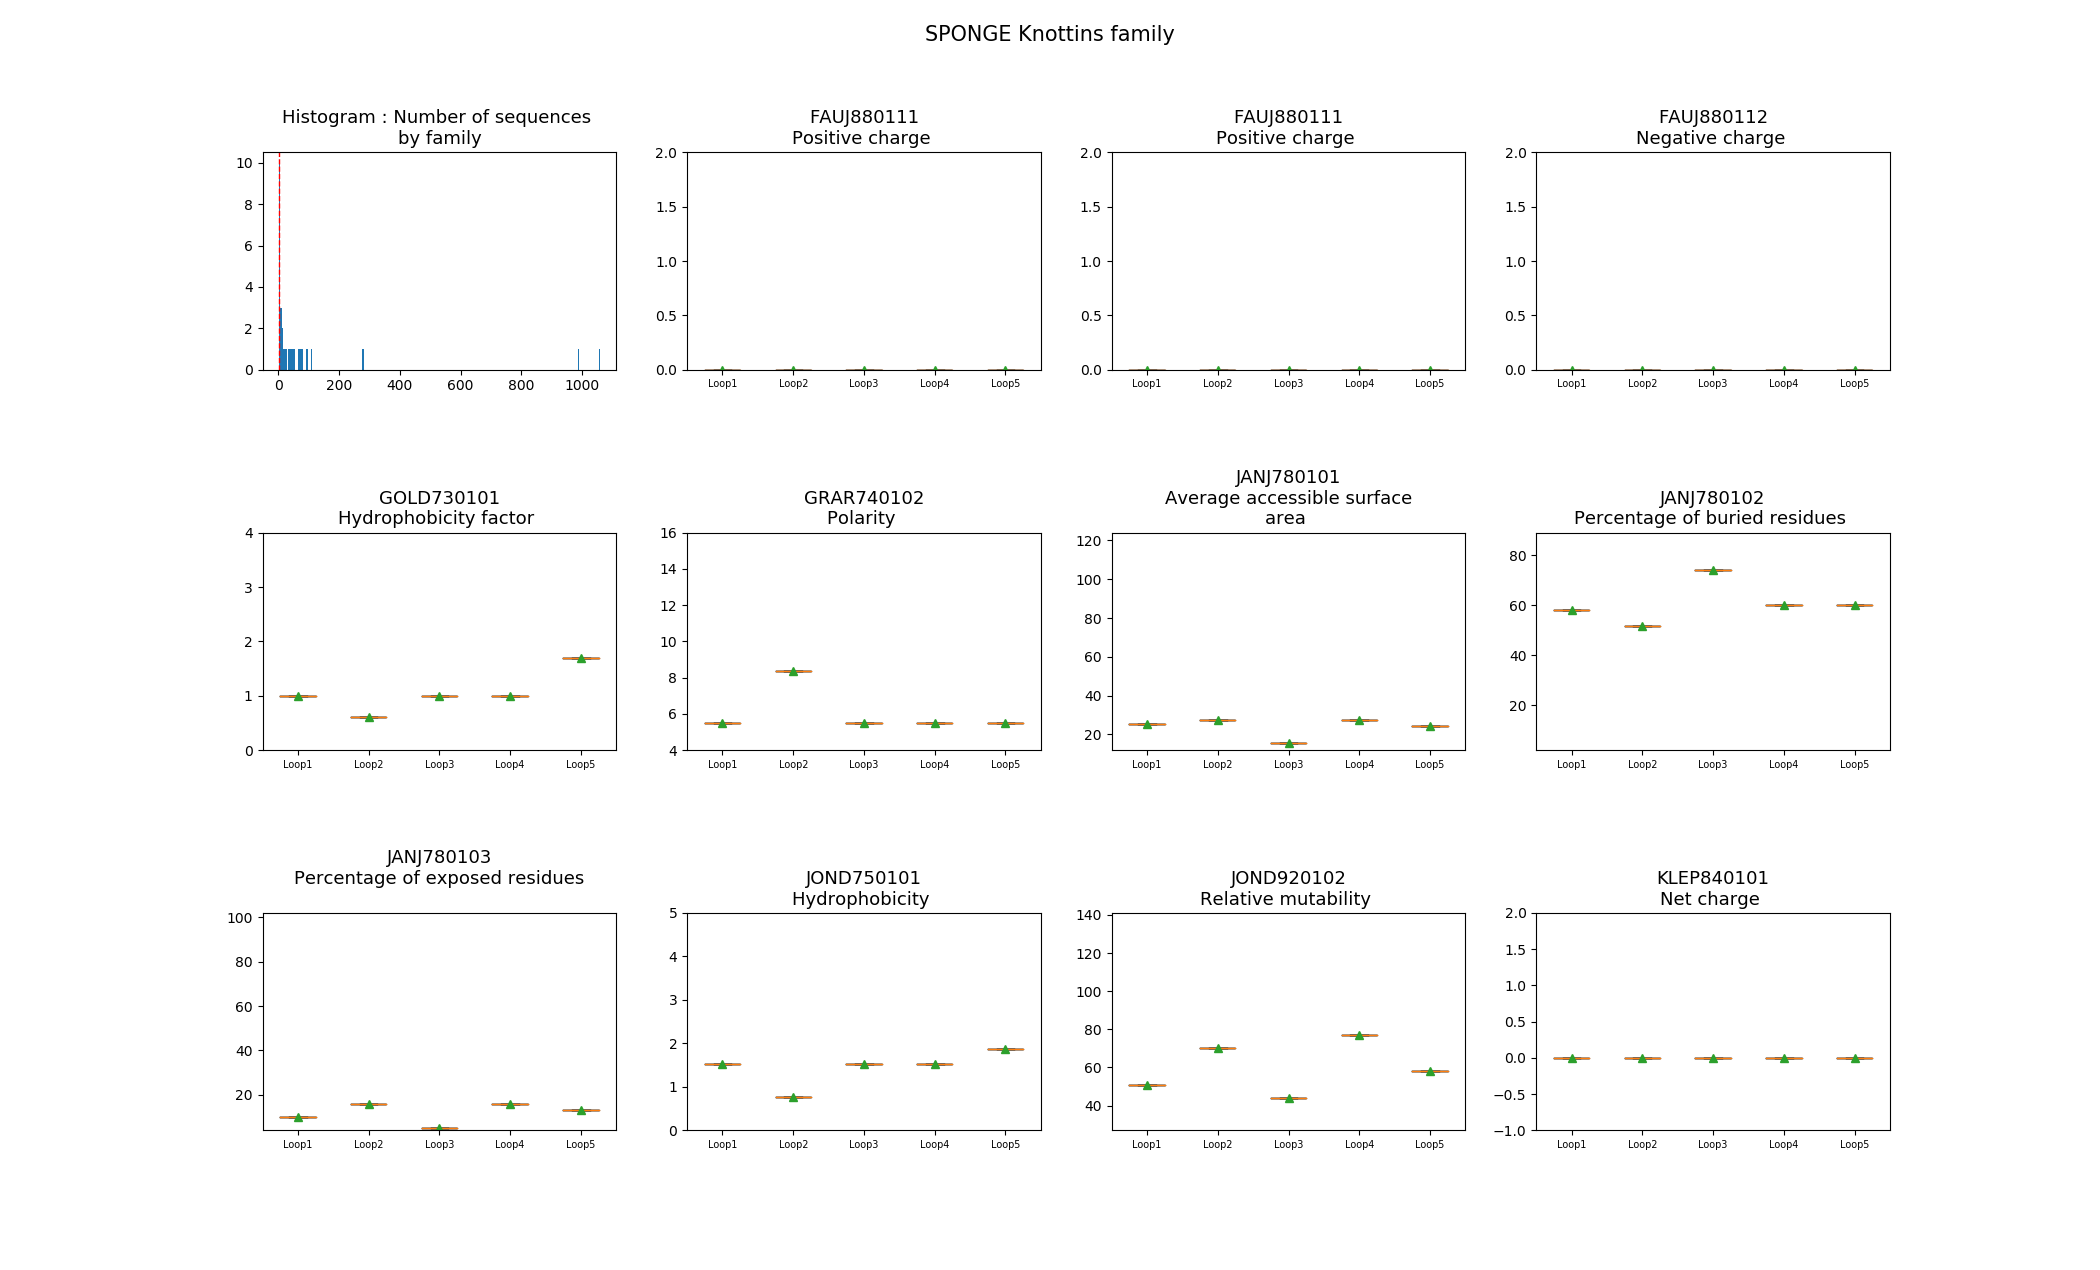 SPONGE Knottins family
Histogram : Number of sequences
by family
10
8
6
4
2
0
0 200 400 600 800 1000
FAUJ880111
Positive charge
2.0
1.5
1.0
0.5
0.0
Loop1 Loop2 Loop3 Loop4 Loop5
FAUJ880111
Positive charge
2.0
1.5
1.0
0.5
0.0
Loop1 Loop2 Loop3 Loop4 Loop5
FAUJ880112
Negative charge
2.0
1.5
1.0
0.5
0.0
Loop1 Loop2 Loop3 Loop4 Loop5
GOLD730101
Hydrophobicity factor
4
3
2
1
0
Loop1 Loop2 Loop3 Loop4 Loop5
GRAR740102
Polarity
16
14
12
10
8
6
4
Loop1 Loop2 Loop3 Loop4 Loop5
JANJ780101
Average accessible surface
area
120
100
80
60
40
20
Loop1 Loop2 Loop3 Loop4 Loop5
JANJ780102
Percentage of buried residues
80
60
40
20
Loop1 Loop2 Loop3 Loop4 Loop5
JANJ780103
Percentage of exposed residues
100
80
60
40
20
Loop1 Loop2 Loop3 Loop4 Loop5
JOND750101
Hydrophobicity
5
4
3
2
1
0
Loop1 Loop2 Loop3 Loop4 Loop5
JOND920102
Relative mutability
140
120
100
80
60
40
Loop1 Loop2 Loop3 Loop4 Loop5
KLEP840101
Net charge
2.0
1.5
1.0
0.5
0.0
−0.5
−1.0
Loop1 Loop2 Loop3 Loop4 Loop5